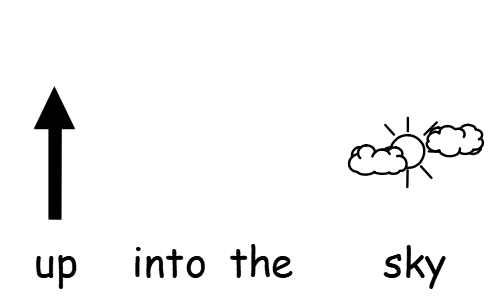 up into the sky